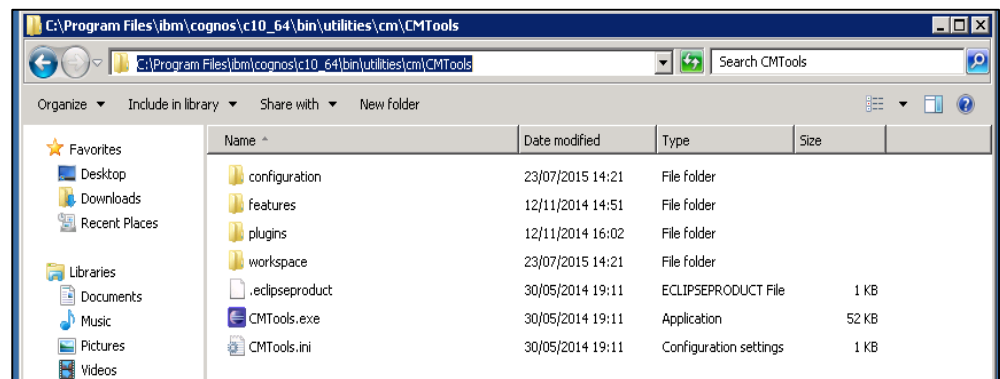 C:\Program Files\ibm\cognos\c10_64\bin\utilities\cm\CMTools
C:\Program Files\ibm\cognos\c10_64\bin\utilities\cm\CMTools Search CMTools
Organize Include in library Share with New folder
Favorites
Desktop
Downloads
Recent Places
Libraries
Documents
Music
Pictures
Videos
Name Date modified Type Size
configuration 23/07/2015 14:21 File folder
features 12/11/2014 14:51 File folder
plugins 12/11/2014 16:02 File folder
workspace 23/07/2015 14:21 File folder
.eclipseproduct 30/05/2014 19:11 ECLIPSEPRODUCT File 1 KB
CMTools.exe 30/05/2014 19:11 Application 52 KB
CMTools.ini 30/05/2014 19:11 Configuration settings 1 KB